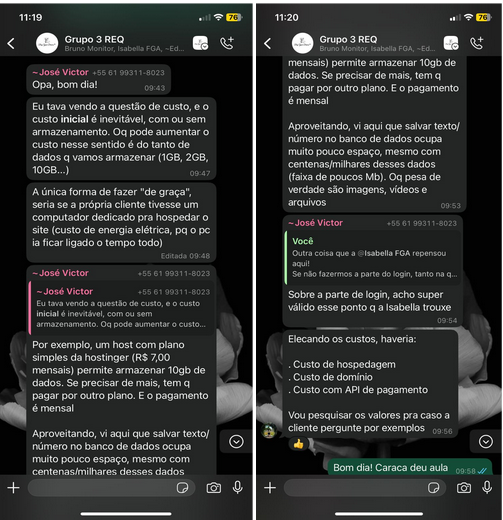 11:19
76
Grupo 3 REQ
Bruno Monitor, Isabella FGA, ~Ed...
~José Victor +55 61 99311-8023
Opa, bom dia!
09:43
Eu tava vendo a questão de custo, e o
custo inicial é inevitável, com ou sem
armazenamento. Oq pode aumentar o
custo nesse sentido é do tanto de
dados q vamos armazenar (1GB, 2GB,
10GB...)
09:47
A única forma de fazer "de graça",
seria se a própria cliente tivesse um
computador dedicado pra hospedar o
site (custo de energia elétrica, pq o pc
ia ficar ligado o tempo todo)
Editada 09:48
~José Victor +55 61 99311-8023
~José Victor +55 61 99311-8023
Eu tava vendo a questão de custo, e o custo
inicial é inevitável, com ou sem
armazenamento. Oq pode aumentar o custo...
Por exemplo, um host com plano
simples da hostinger (R$ 7,00
mensais) permite armazenar 10gb de
dados. Se precisar de mais, tem q
pagar por outro plano. E o pagamento
é mensal
Aproveitando, vi aqui que salvar texto/
número no banco de dados ocupa
muito pouco espaço, mesmo com
centenas/milhares desses dados
11:20
76
Grupo 3 REQ
Bruno Monitor, Isabella FGA, ~Ed...
mensais) permite armazenar 10gb de
dados. Se precisar de mais, tem q
pagar por outro plano. E o pagamento
é mensal
Aproveitando, vi aqui que salvar texto/
número no banco de dados ocupa
muito pouco espaço, mesmo com
centenas/milhares desses dados
(faixa de poucos Mb). Oq pesa de
verdade são imagens, vídeos e
arquivos
09:53
~José Victor +55 61 99311-8023
Você
Outra coisa que a @Isabella FGA repensou
aqui!
Se não fazermos a parte do login, tanto na q...
Sobre a parte de login, acho super
válido esse ponto q a Isabella trouxe
09:54
Elecando os custos, haveria:
. Custo de hospedagem
. Custo de domínio
. Custo com API de pagamento
Vou pesquisar os valores pra caso a
cliente pergunte por exemplos
09:56
Bom dia! Caraca deu aula
09:58